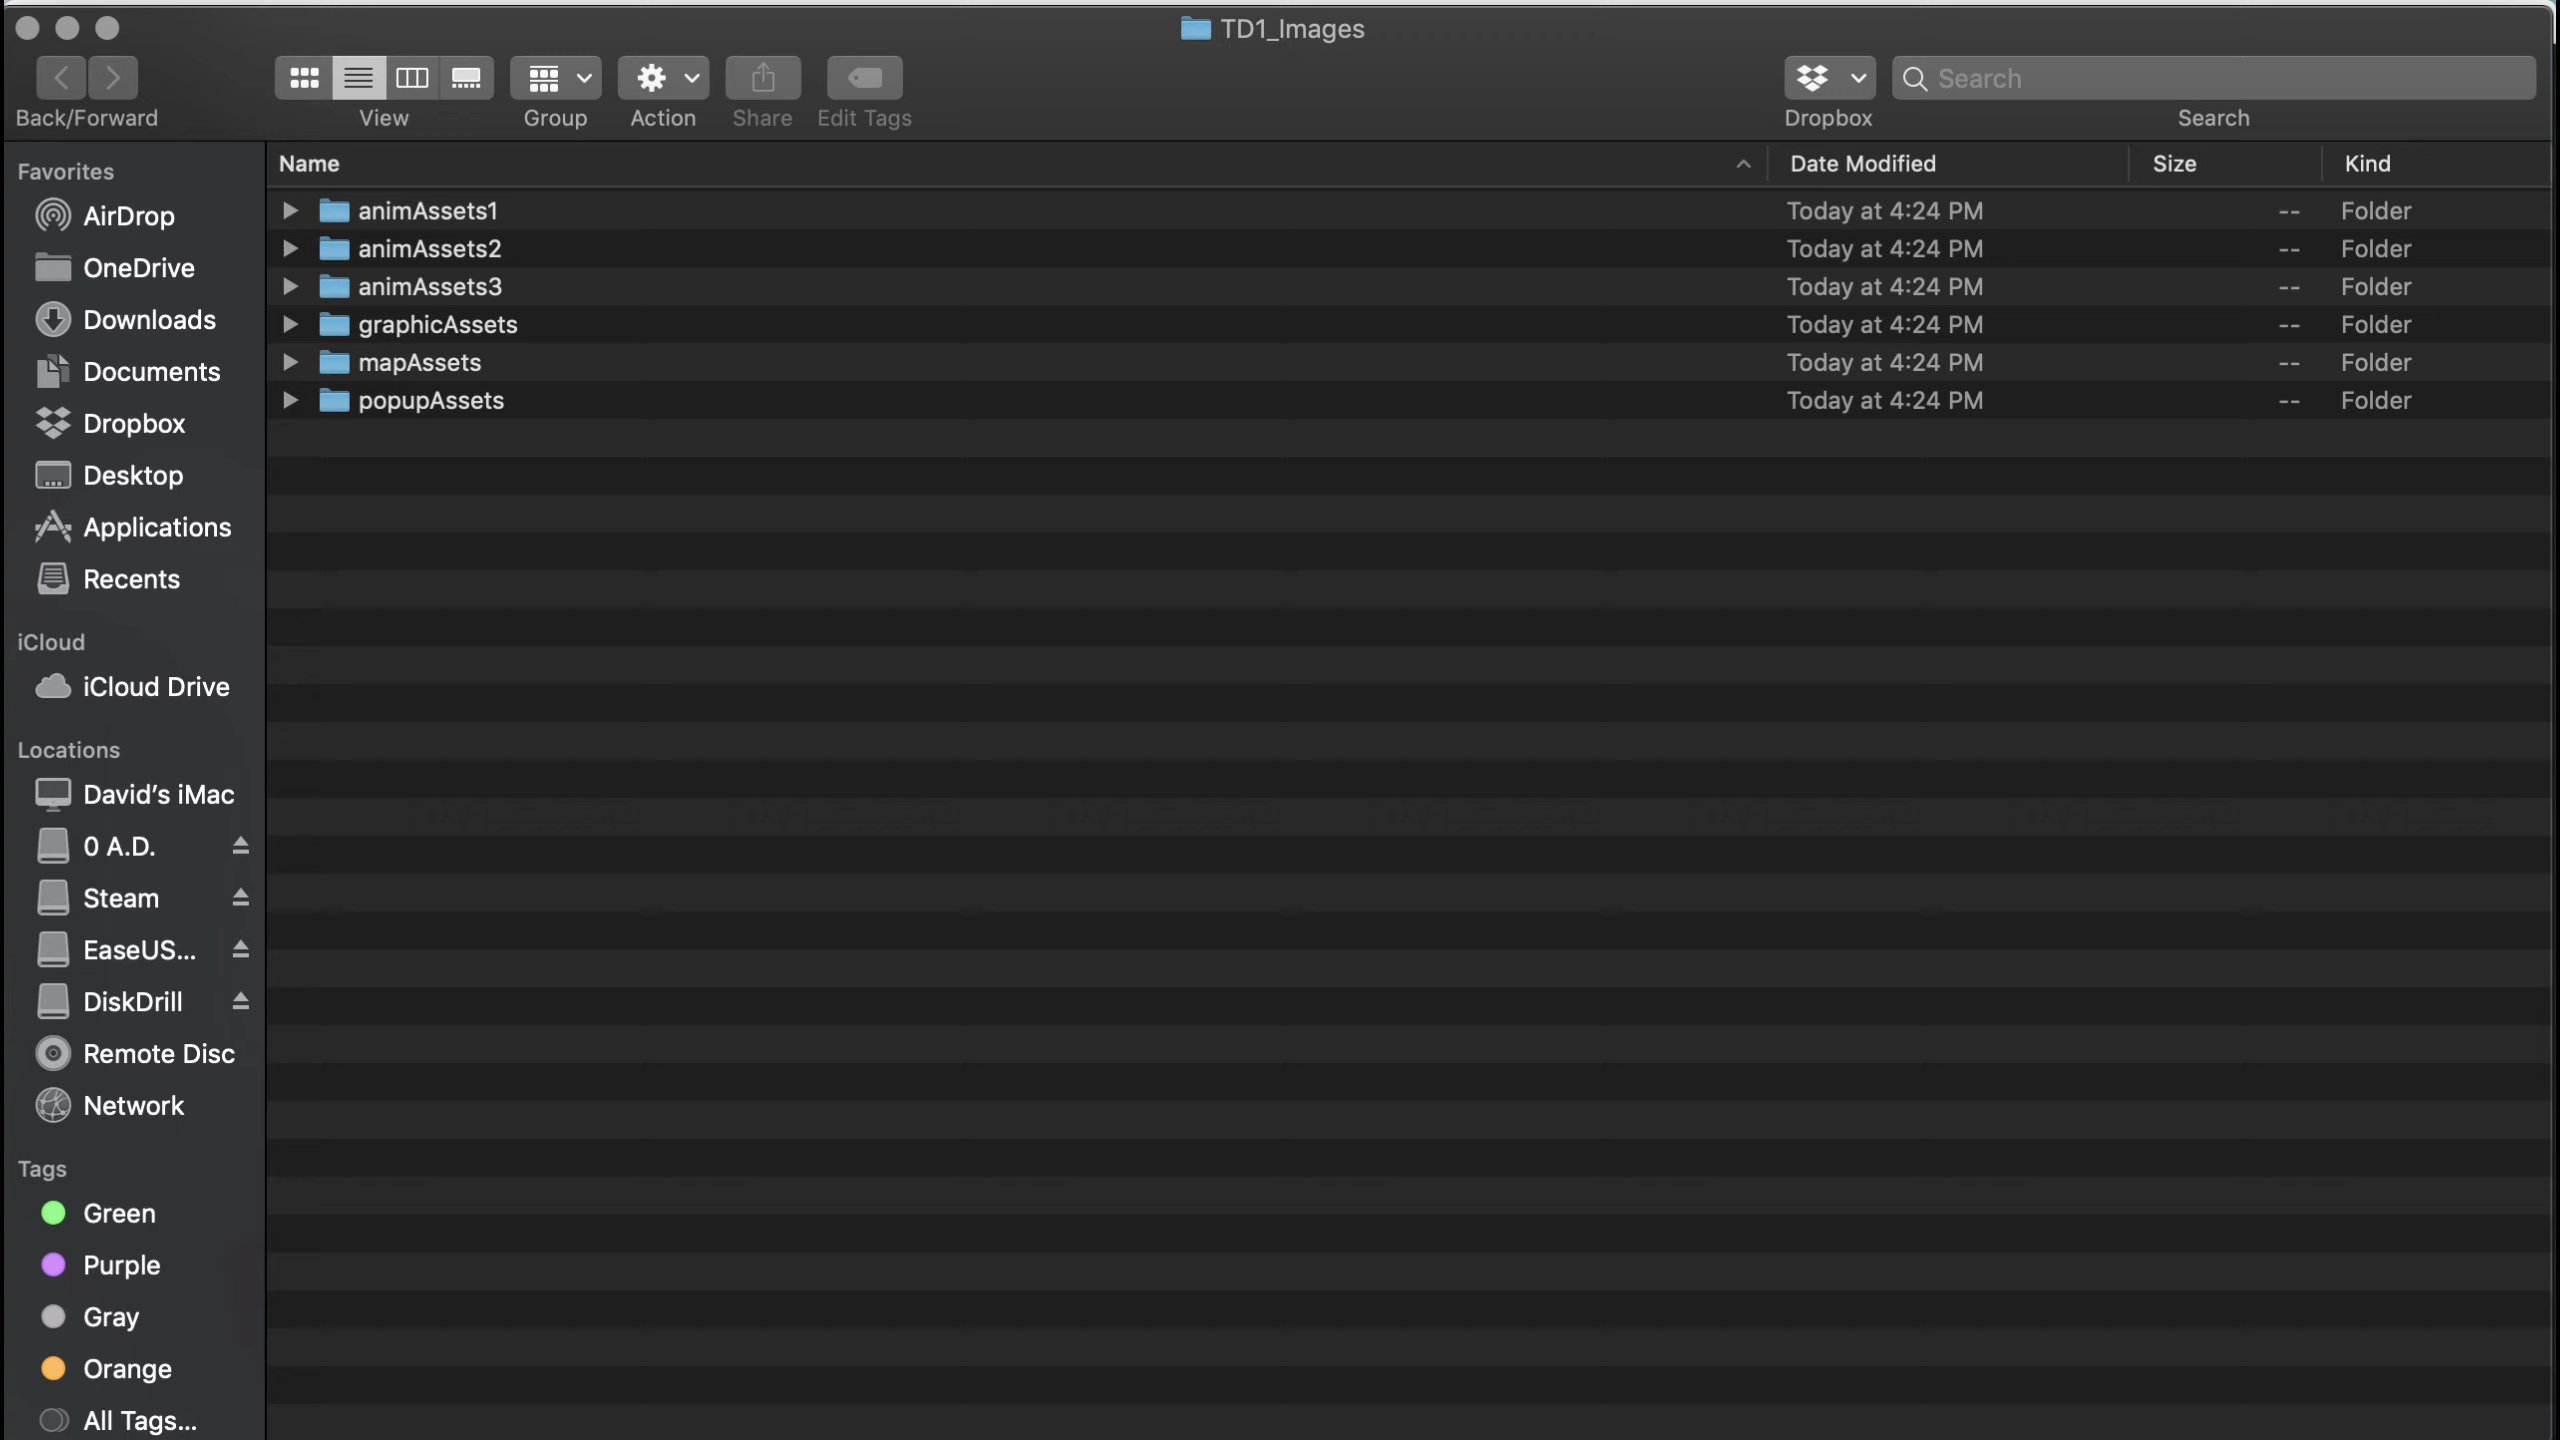 TD1_Images
Back/Forward
View
Group
Action
Share
Edit Tags
Dropbox
Search
Search
Name
Date Modified
Size
Kind
animAssets1 Today at 4:24 PM -- Folder
animAssets2 Today at 4:24 PM -- Folder
animAssets3 Today at 4:24 PM -- Folder
graphicAssets Today at 4:24 PM -- Folder
mapAssets Today at 4:24 PM -- Folder
popupAssets Today at 4:24 PM -- Folder
Favorites
AirDrop
OneDrive
Downloads
Documents
Dropbox
Desktop
Applications
Recents
iCloud
iCloud Drive
Locations
David’s iMac
0 A.D.
Steam
EaseUS...
DiskDrill
Remote Disc
Network
Tags
Green
Purple
Gray
Orange
All Tags...